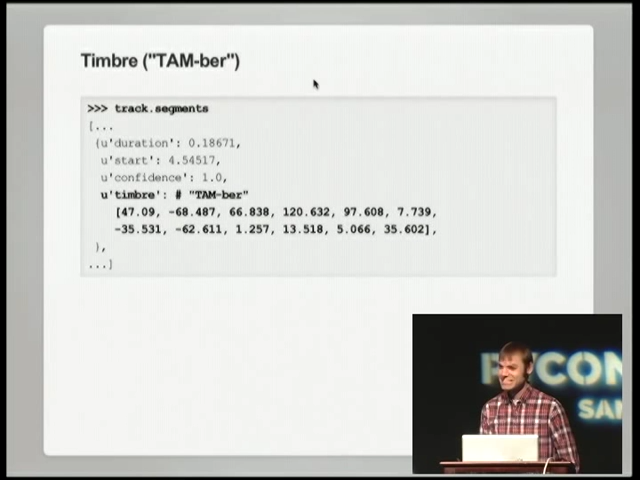 Timbre ("TAM-ber")
>>> track.segments
[...
{u'duration': 0.18671,
u'start': 4.54517,
u'confidence': 1.0,
u'timbre': # "TAM-ber"
[47.09, -68.487, 66.838, 120.632, 97.608, 7.739,
-35.531, -62.611, 1.257, 13.518, 5.066, 35.602],
},
...]
PYCON
SAN